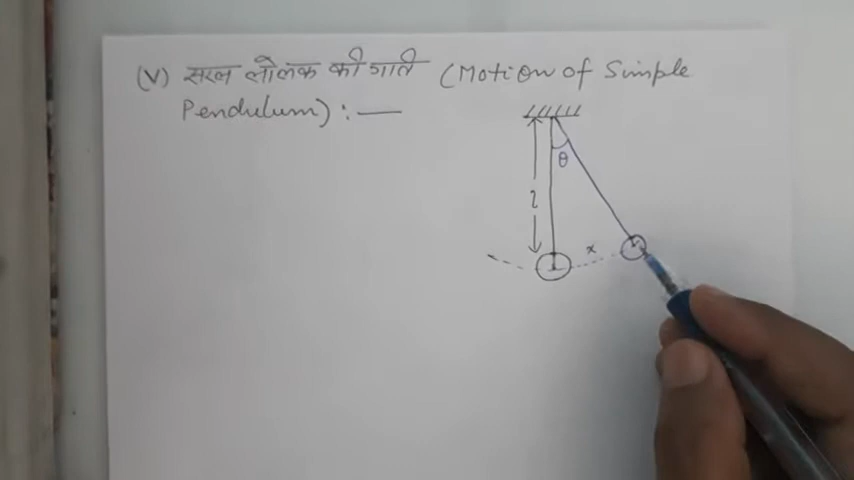 (V) सरल लोलक की गति (Motion of Simple
Pendulum) : —
θ
l
x